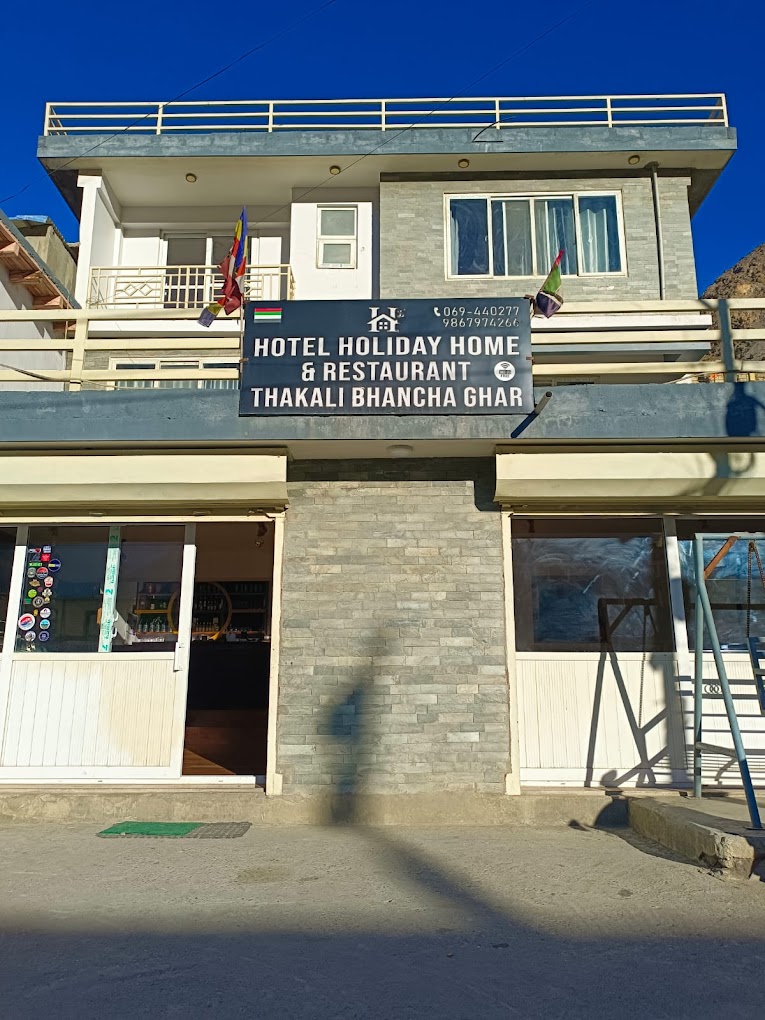 069-440277
9867974266
HOTEL HOLIDAY HOME
& RESTAURANT
THAKALI BHANCHA GHAR